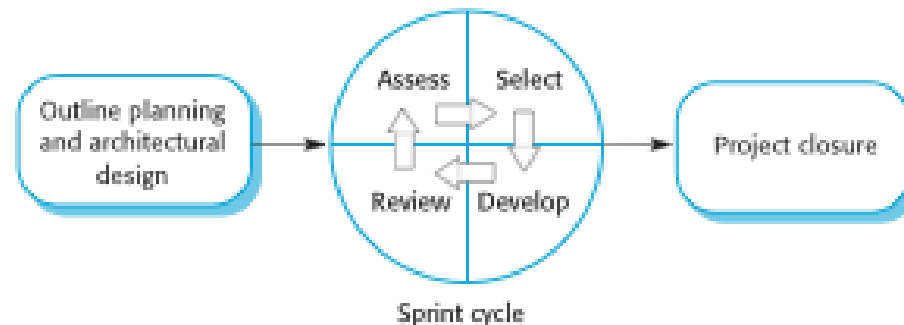 Outline planning
and architectural
design
Assess
Select
Review
Develop
Project closure
Sprint cycle